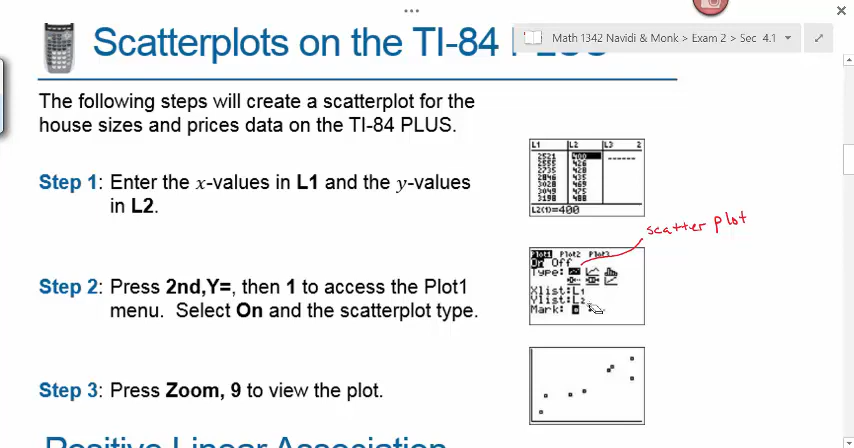 Scatterplots on the TI-84
Math 1342 Navidi & Monk > Exam 2 > Sec 4.1
The following steps will create a scatterplot for the
house sizes and prices data on the TI-84 PLUS.
Step 1: Enter the x-values in L1 and the y-values
in L2.
L1 L2 L3 2
2521 400 ------
2555 426
2735 428
2846 435
3028 469
3049 475
3198 488
L2(1)=400
scatter plot
Plot1 Plot2 Plot3
On Off
Type:
Xlist:L1
Ylist:L2
Mark:
Step 2: Press 2nd,Y=, then 1 to access the Plot1
menu. Select On and the scatterplot type.
Step 3: Press Zoom, 9 to view the plot.
Positive Linear Association